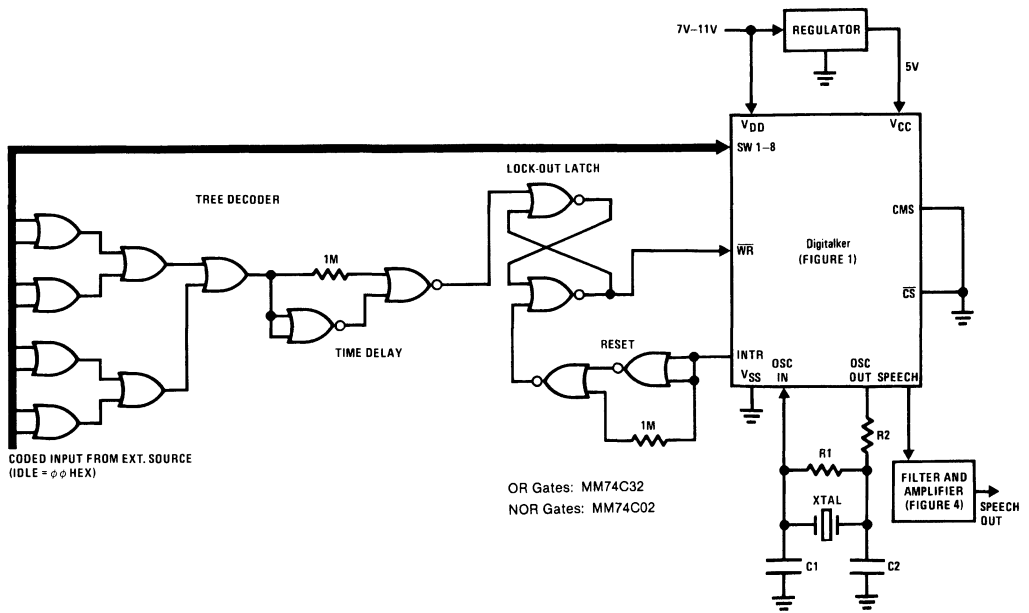 7V–11V
REGULATOR
5V
VDD
VCC
SW 1–8
LOCK-OUT LATCH
TREE DECODER
CMS
1M
Digitalker
(FIGURE 1)
WR
CS
TIME DELAY
RESET
INTR
VSS
OSC
IN
OSC
OUT
SPEECH
1M
R2
R1
CODED INPUT FROM EXT. SOURCE
(IDLE = φφ HEX)
OR Gates: MM74C32
NOR Gates: MM74C02
XTAL
FILTER AND
AMPLIFIER
(FIGURE 4)
SPEECH
OUT
C1
C2